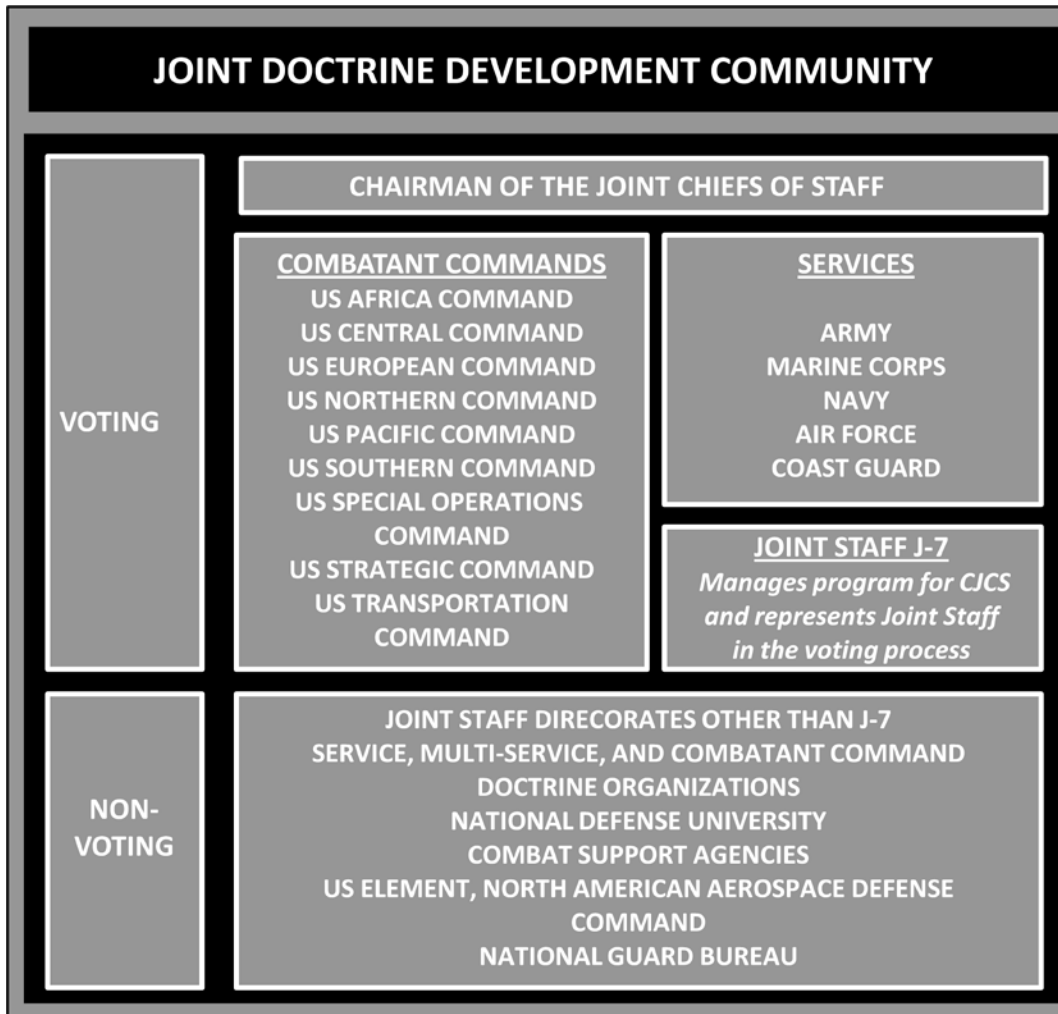 JOINT DOCTRINE DEVELOPMENT COMMUNITY
VOTING
CHAIRMAN OF THE JOINT CHIEFS OF STAFF
COMBATANT COMMANDS
US AFRICA COMMAND
US CENTRAL COMMAND
US EUROPEAN COMMAND
US NORTHERN COMMAND
US PACIFIC COMMAND
US SOUTHERN COMMAND
US SPECIAL OPERATIONS
COMMAND
US STRATEGIC COMMAND
US TRANSPORTATION
COMMAND
SERVICES
ARMY
MARINE CORPS
NAVY
AIR FORCE
COAST GUARD
JOINT STAFF J-7
Manages program for CJCS
and represents Joint Staff
in the voting process
NON-
VOTING
JOINT STAFF DIRECORATES OTHER THAN J-7
SERVICE, MULTI-SERVICE, AND COMBATANT COMMAND
DOCTRINE ORGANIZATIONS
NATIONAL DEFENSE UNIVERSITY
COMBAT SUPPORT AGENCIES
US ELEMENT, NORTH AMERICAN AEROSPACE DEFENSE
COMMAND
NATIONAL GUARD BUREAU